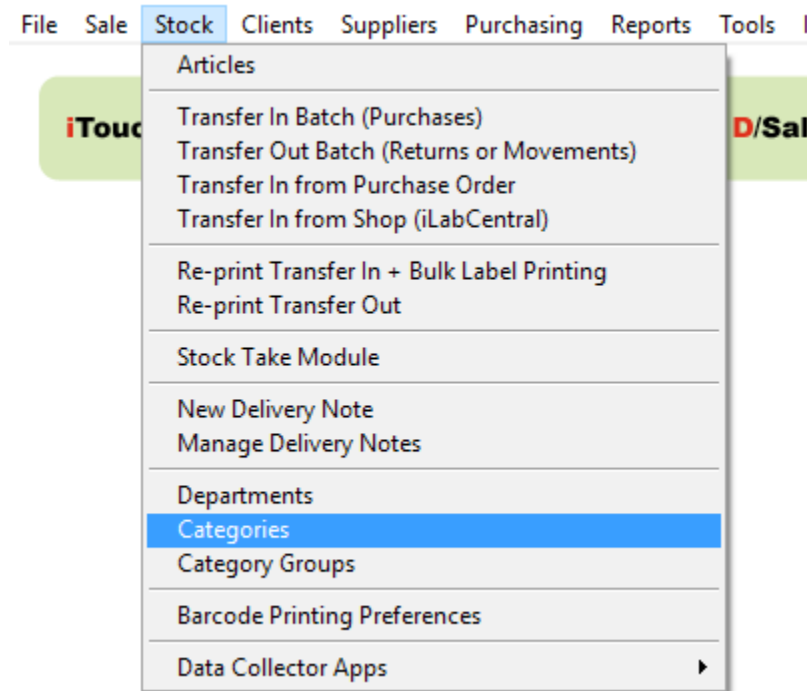 File Sale Stock Clients Suppliers Purchasing Reports Tools
Articles
iTouc
D/Sal
Transfer In Batch (Purchases)
Transfer Out Batch (Returns or Movements)
Transfer In from Purchase Order
Transfer In from Shop (iLabCentral)
Re-print Transfer In + Bulk Label Printing
Re-print Transfer Out
Stock Take Module
New Delivery Note
Manage Delivery Notes
Departments
Categories
Category Groups
Barcode Printing Preferences
Data Collector Apps